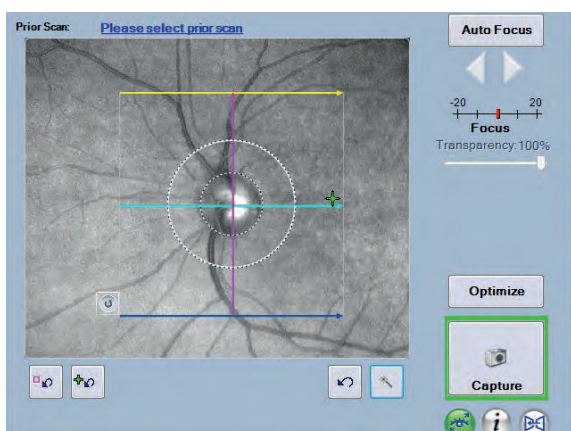 Prior Scan: Please select prior scan
Auto Focus
-20 20
Focus
Transparency: 100%
Optimize
Capture
i